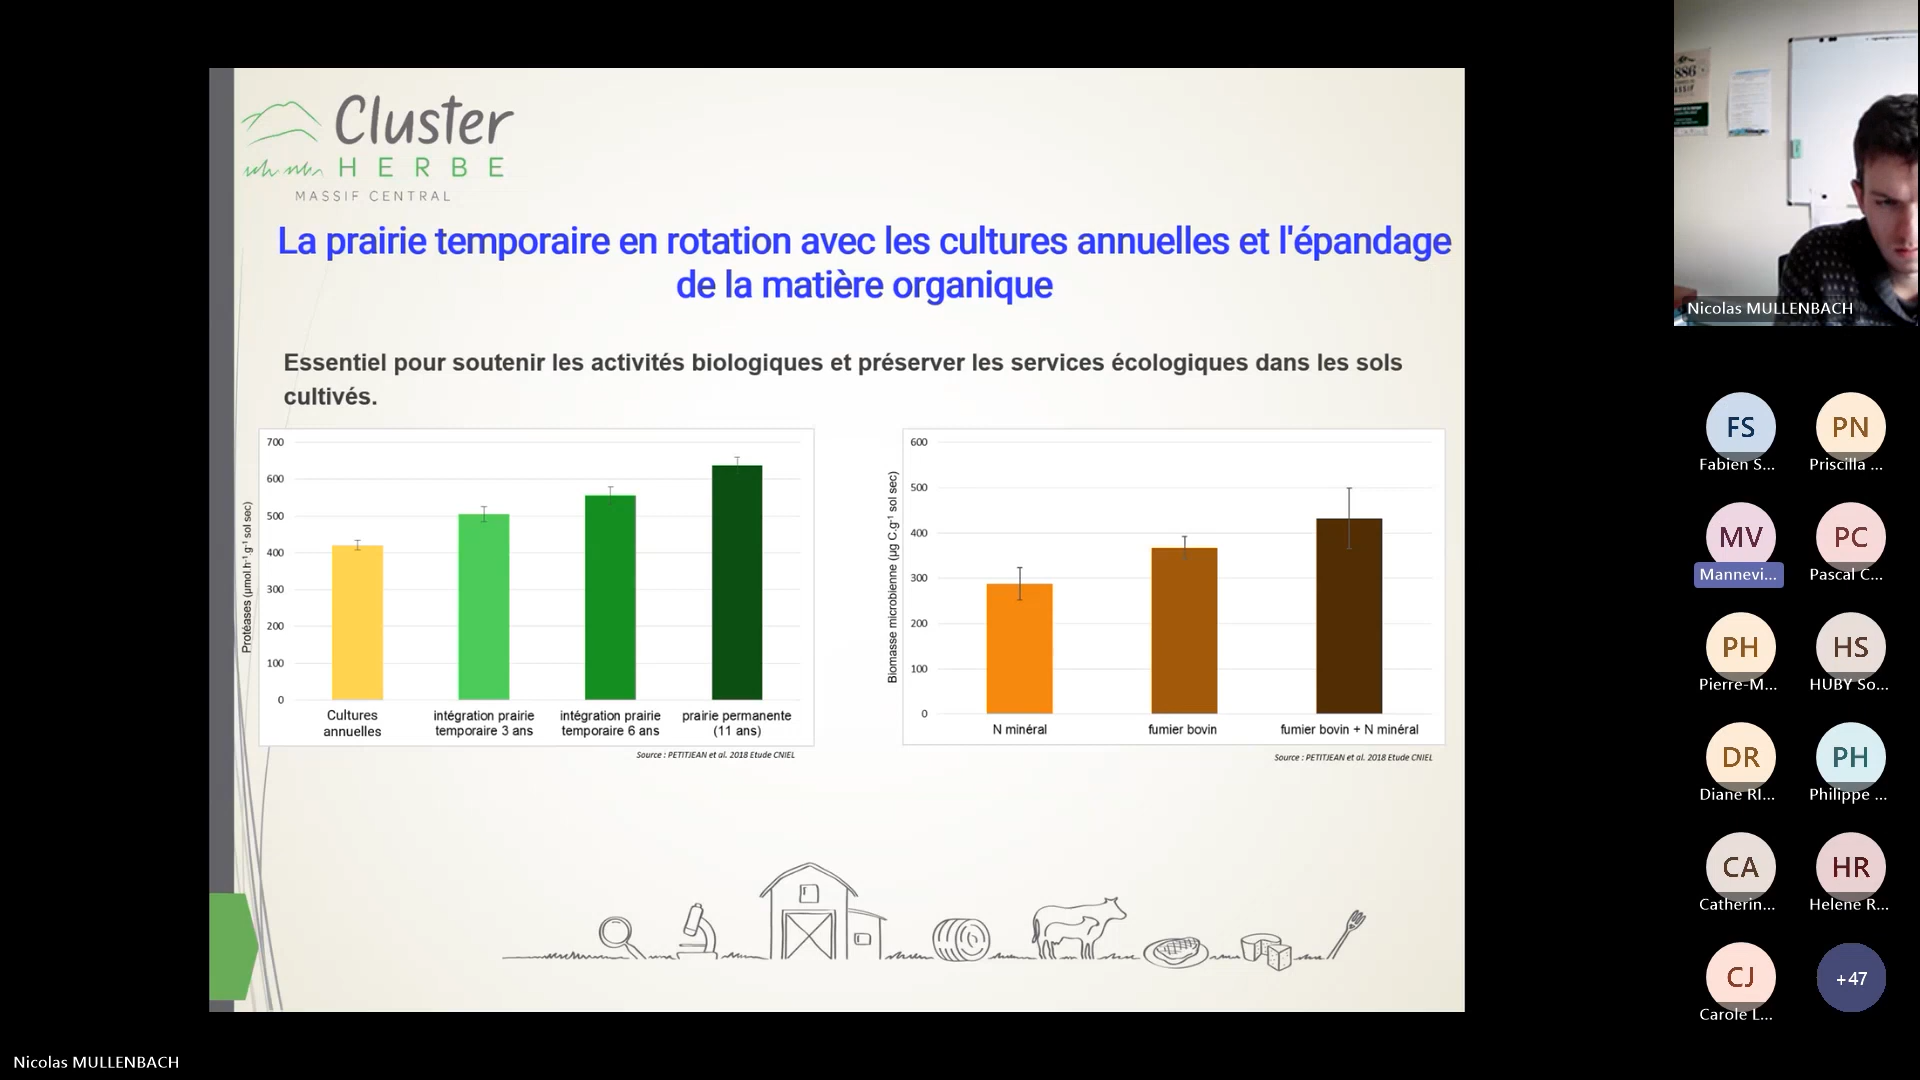 Cluster
HERBE
MASSIF CENTRAL
La prairie temporaire en rotation avec les cultures annuelles et l'épandage
de la matière organique
Essentiel pour soutenir les activités biologiques et préserver les services écologiques dans les sols
cultivés.
Protéases (µmol.h⁻¹.g⁻¹ sol sec)
700
600
500
400
300
200
100
0
Cultures
annuelles
intégration prairie
temporaire 3 ans
intégration prairie
temporaire 6 ans
prairie permanente
(11 ans)
Source : PETITJEAN et al. 2018 Etude CNIEL
Biomasse microbienne (µg C.g⁻¹ sol sec)
600
500
400
300
200
100
0
N minéral
fumier bovin
fumier bovin + N minéral
Source : PETITJEAN et al. 2018 Etude CNIEL
Nicolas MULLENBACH
FS
Fabien S...
PN
Priscilla ...
MV
Mannevi...
PC
Pascal C...
PH
Pierre-M...
HS
HUBY So...
DR
Diane RI...
PH
Philippe ...
CA
Catherin...
HR
Helene R...
CJ
Carole L...
+47
Nicolas MULLENBACH